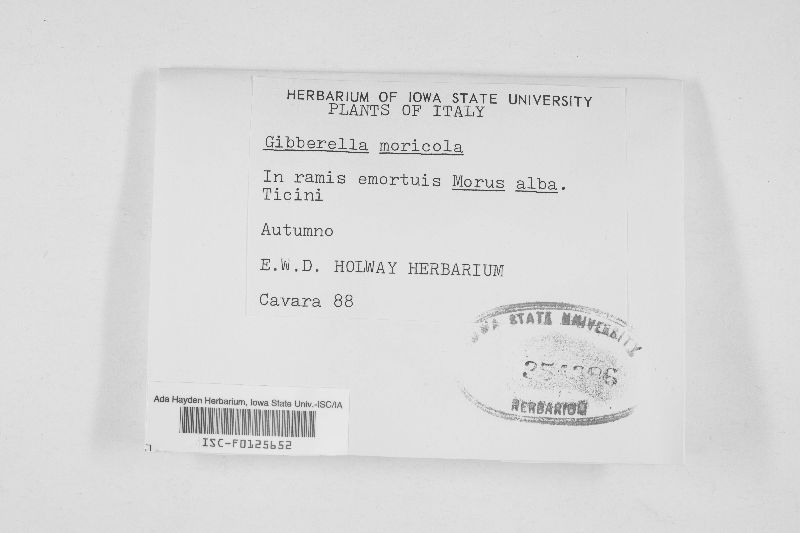 HERBARIUM OF IOWA STATE UNIVERSITY
PLANTS OF ITALY
Gibberella moricola
In ramis emortuis Morus alba.
Ticini
Autumno
E.W.D. HOLWAY HERBARIUM
Cavara 88
IOWA STATE UNIVERSITY
HERBARIUM
Ada Hayden Herbarium, Iowa State Univ.-ISC/IA
ISC-F0125652